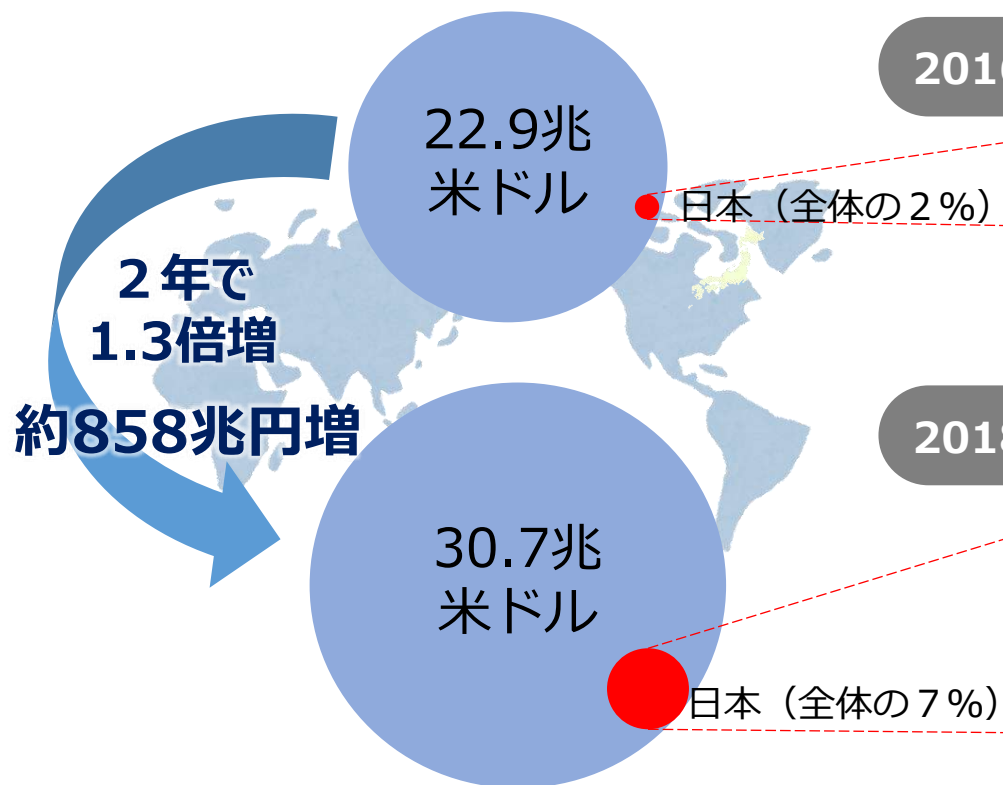 2016
22.9兆
米ドル
日本（全体の２%）
２年で
1.3倍増
約858兆円増
2018
30.7兆
米ドル
日本（全体の７%）